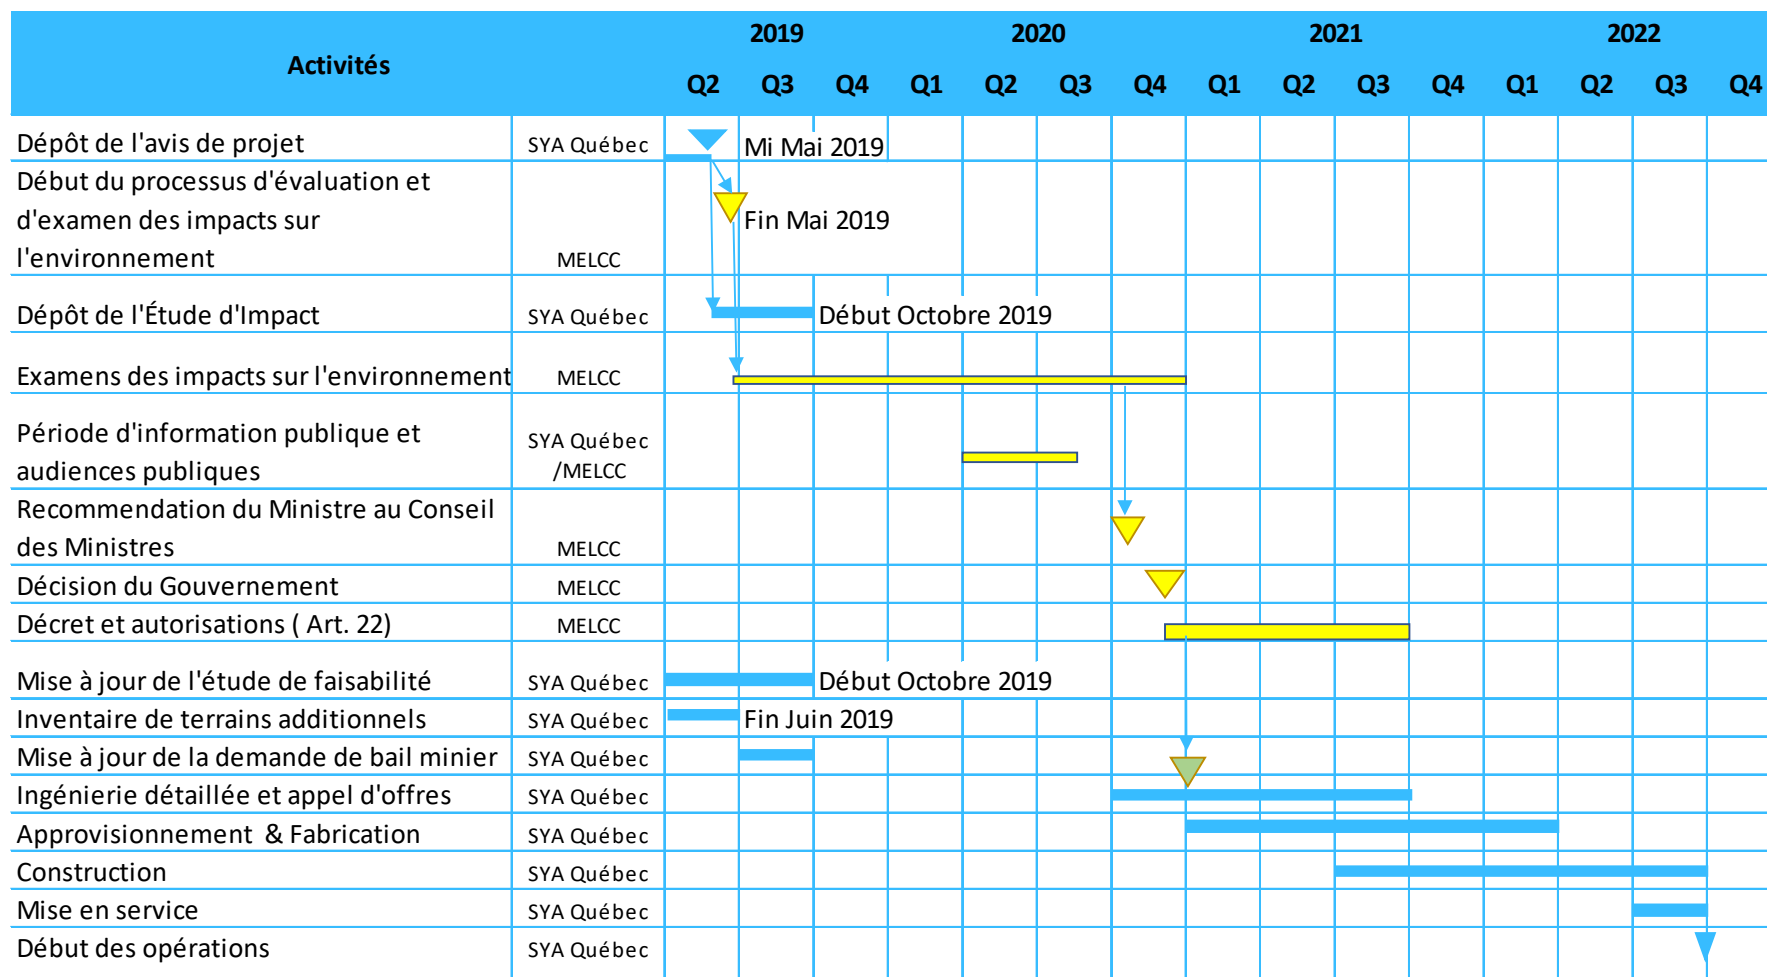 Activités
2019 2020 2021 2022
Q2 Q3 Q4 Q1 Q2 Q3 Q4 Q1 Q2 Q3 Q4 Q1 Q2 Q3 Q4
Dépôt de l'avis de projet SYA Québec Mi Mai 2019
Début du processus d'évaluation et
d'examen des impacts sur Fin Mai 2019
l'environnement MELCC
Dépôt de l'Étude d'Impact SYA Québec Début Octobre 2019
Examens des impacts sur l'environnement MELCC
Période d'information publique et SYA Québec
audiences publiques /MELCC
Recommendation du Ministre au Conseil
des Ministres MELCC
Décision du Gouvernement MELCC
Décret et autorisations ( Art. 22) MELCC
Mise à jour de l'étude de faisabilité SYA Québec Début Octobre 2019
Inventaire de terrains additionnels SYA Québec Fin Juin 2019
Mise à jour de la demande de bail minier SYA Québec
Ingénierie détaillée et appel d'offres SYA Québec
Approvisionnement & Fabrication SYA Québec
Construction SYA Québec
Mise en service SYA Québec
Début des opérations SYA Québec